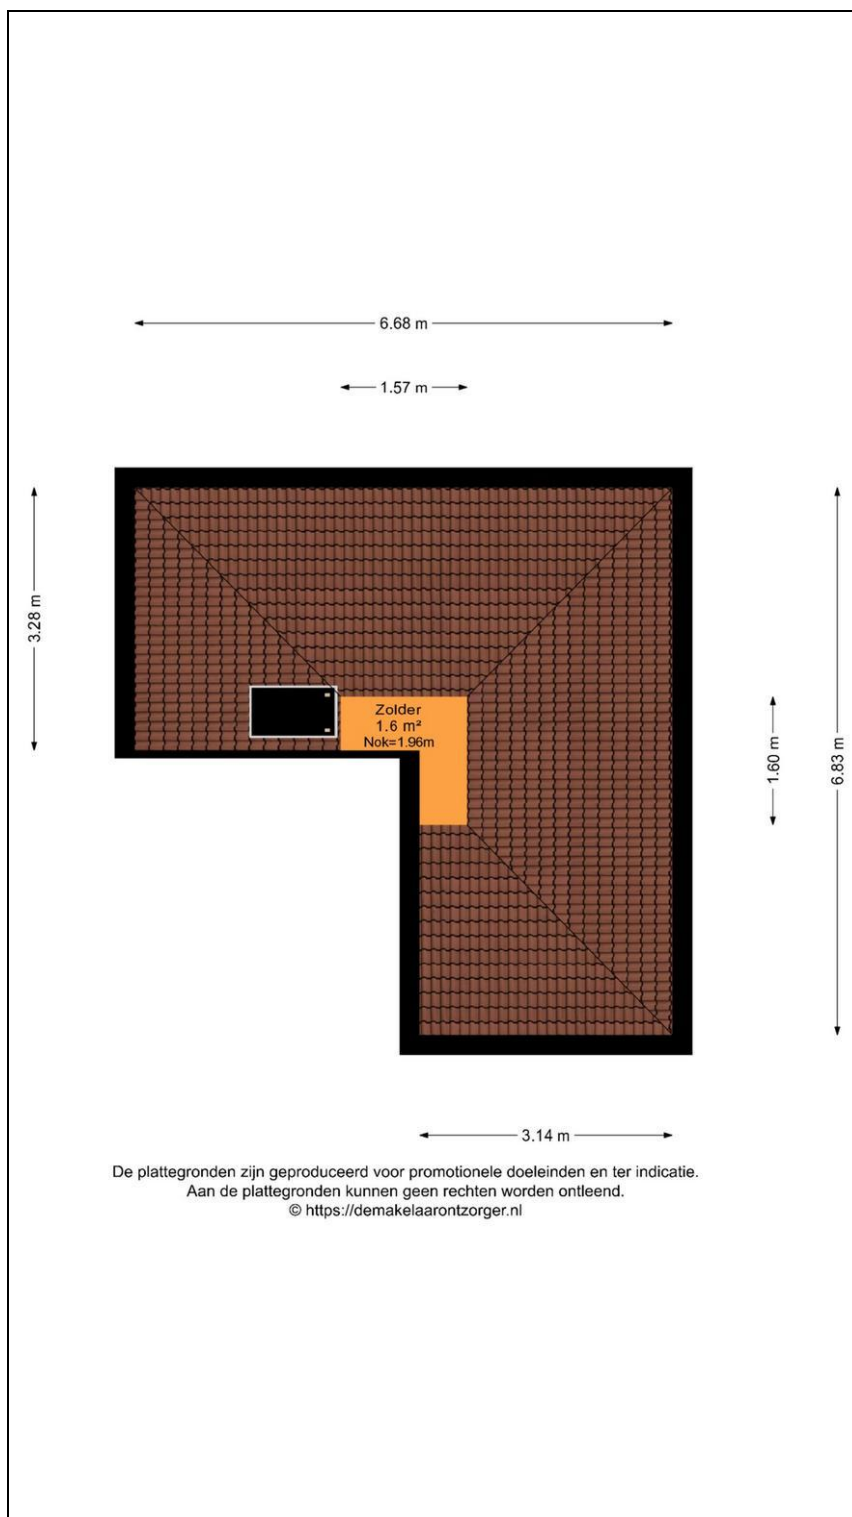 6.68 m
1.57 m
3.28 m
Zolder
1.6 m²
Nok=1.96m
1.60 m
6.83 m
3.14 m
De plattegronden zijn geproduceerd voor promotionele doeleinden en ter indicatie.
Aan de plattegronden kunnen geen rechten worden ontleend.
© https://demakelaarontzorger.nl